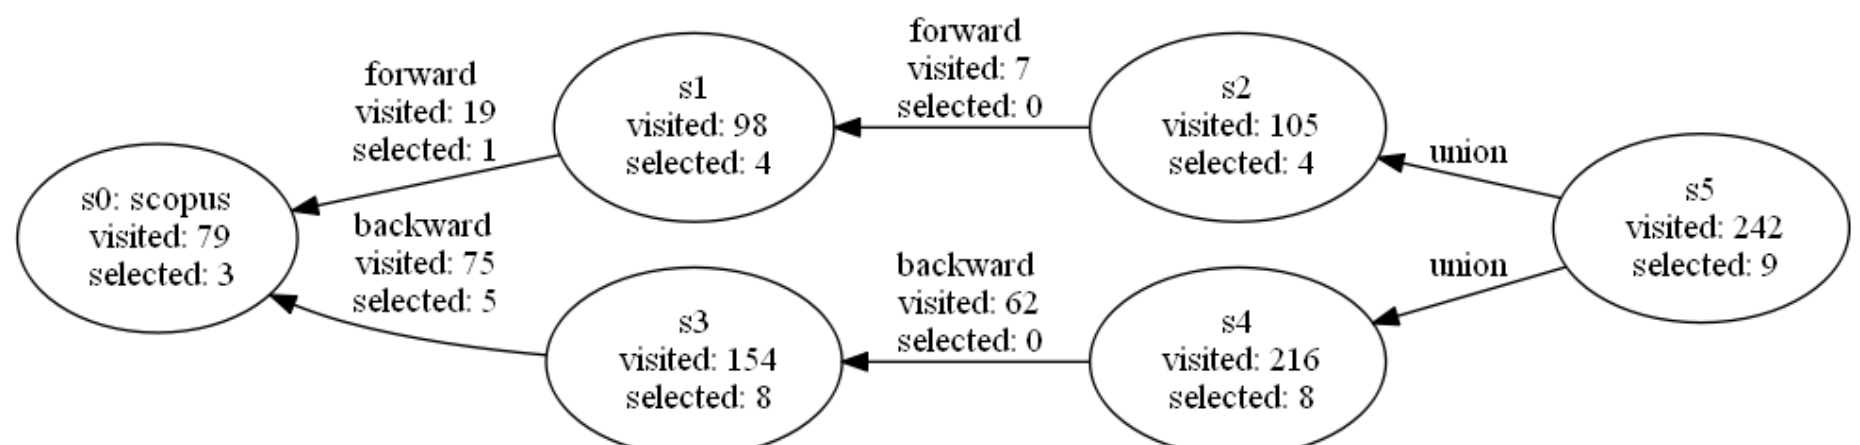 s0: scopus
visited: 79
selected: 3
forward
visited: 19
selected: 1
backward
visited: 75
selected: 5
s1
visited: 98
selected: 4
s3
visited: 154
selected: 8
forward
visited: 7
selected: 0
backward
visited: 62
selected: 0
s2
visited: 105
selected: 4
s4
visited: 216
selected: 8
union
union
s5
visited: 242
selected: 9